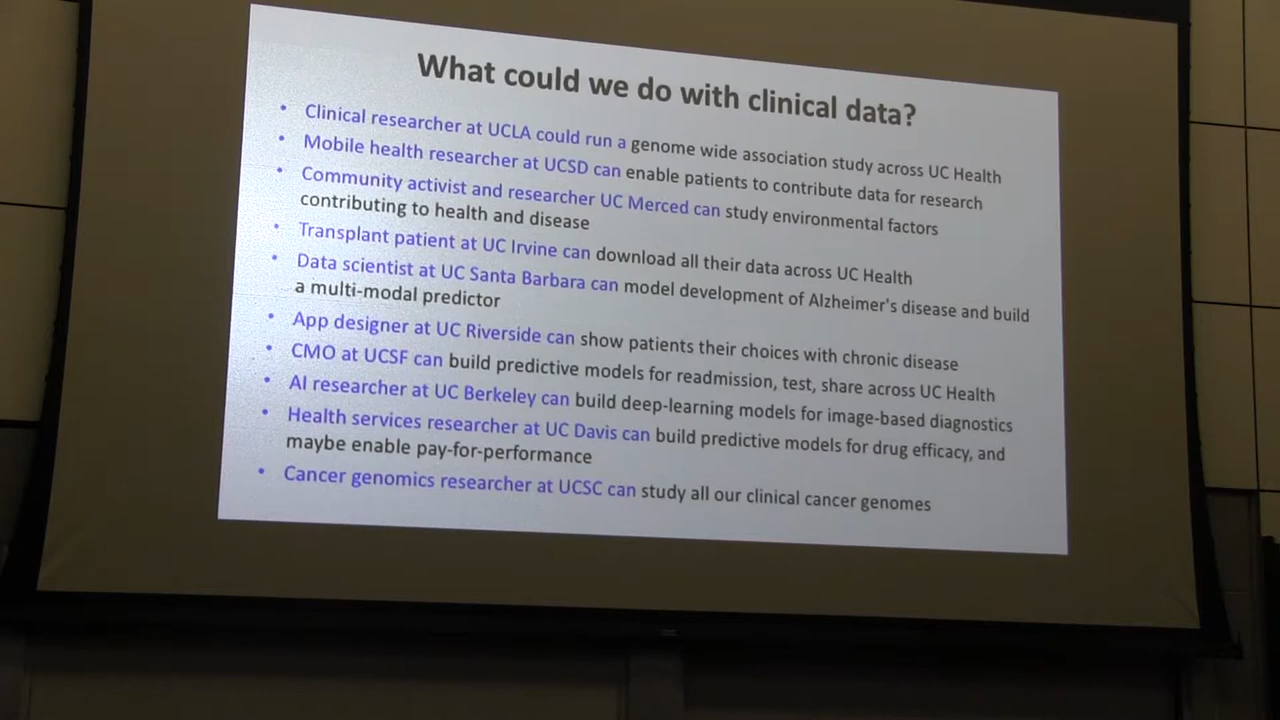 What could we do with clinical data?
• Clinical researcher at UCLA could run a genome wide association study across UC Health
• Mobile health researcher at UCSD can enable patients to contribute data for research
• Community activist and researcher UC Merced can study environmental factors
contributing to health and disease
• Transplant patient at UC Irvine can download all their data across UC Health
• Data scientist at UC Santa Barbara can model development of Alzheimer's disease and build
a multi-modal predictor
• App designer at UC Riverside can show patients their choices with chronic disease
• CMO at UCSF can build predictive models for readmission, test, share across UC Health
• AI researcher at UC Berkeley can build deep-learning models for image-based diagnostics
• Health services researcher at UC Davis can build predictive models for drug efficacy, and
maybe enable pay-for-performance
• Cancer genomics researcher at UCSC can study all our clinical cancer genomes